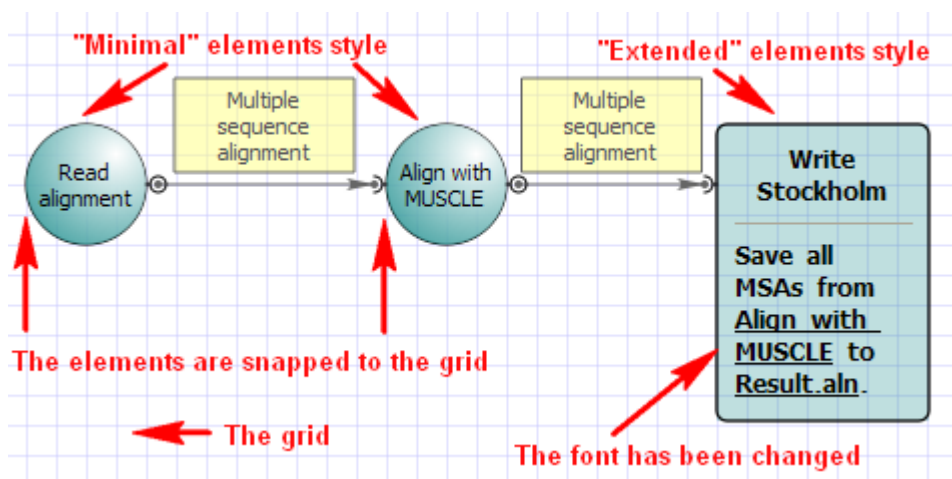 "Minimal" elements style
"Extended" elements style
Multiple
sequence
alignment
Multiple
sequence
alignment
Read
alignment
Align with
MUSCLE
Write
Stockholm
Save all
MSAs from
Align with
MUSCLE to
Result.aln.
The elements are snapped to the grid
The grid
The font has been changed